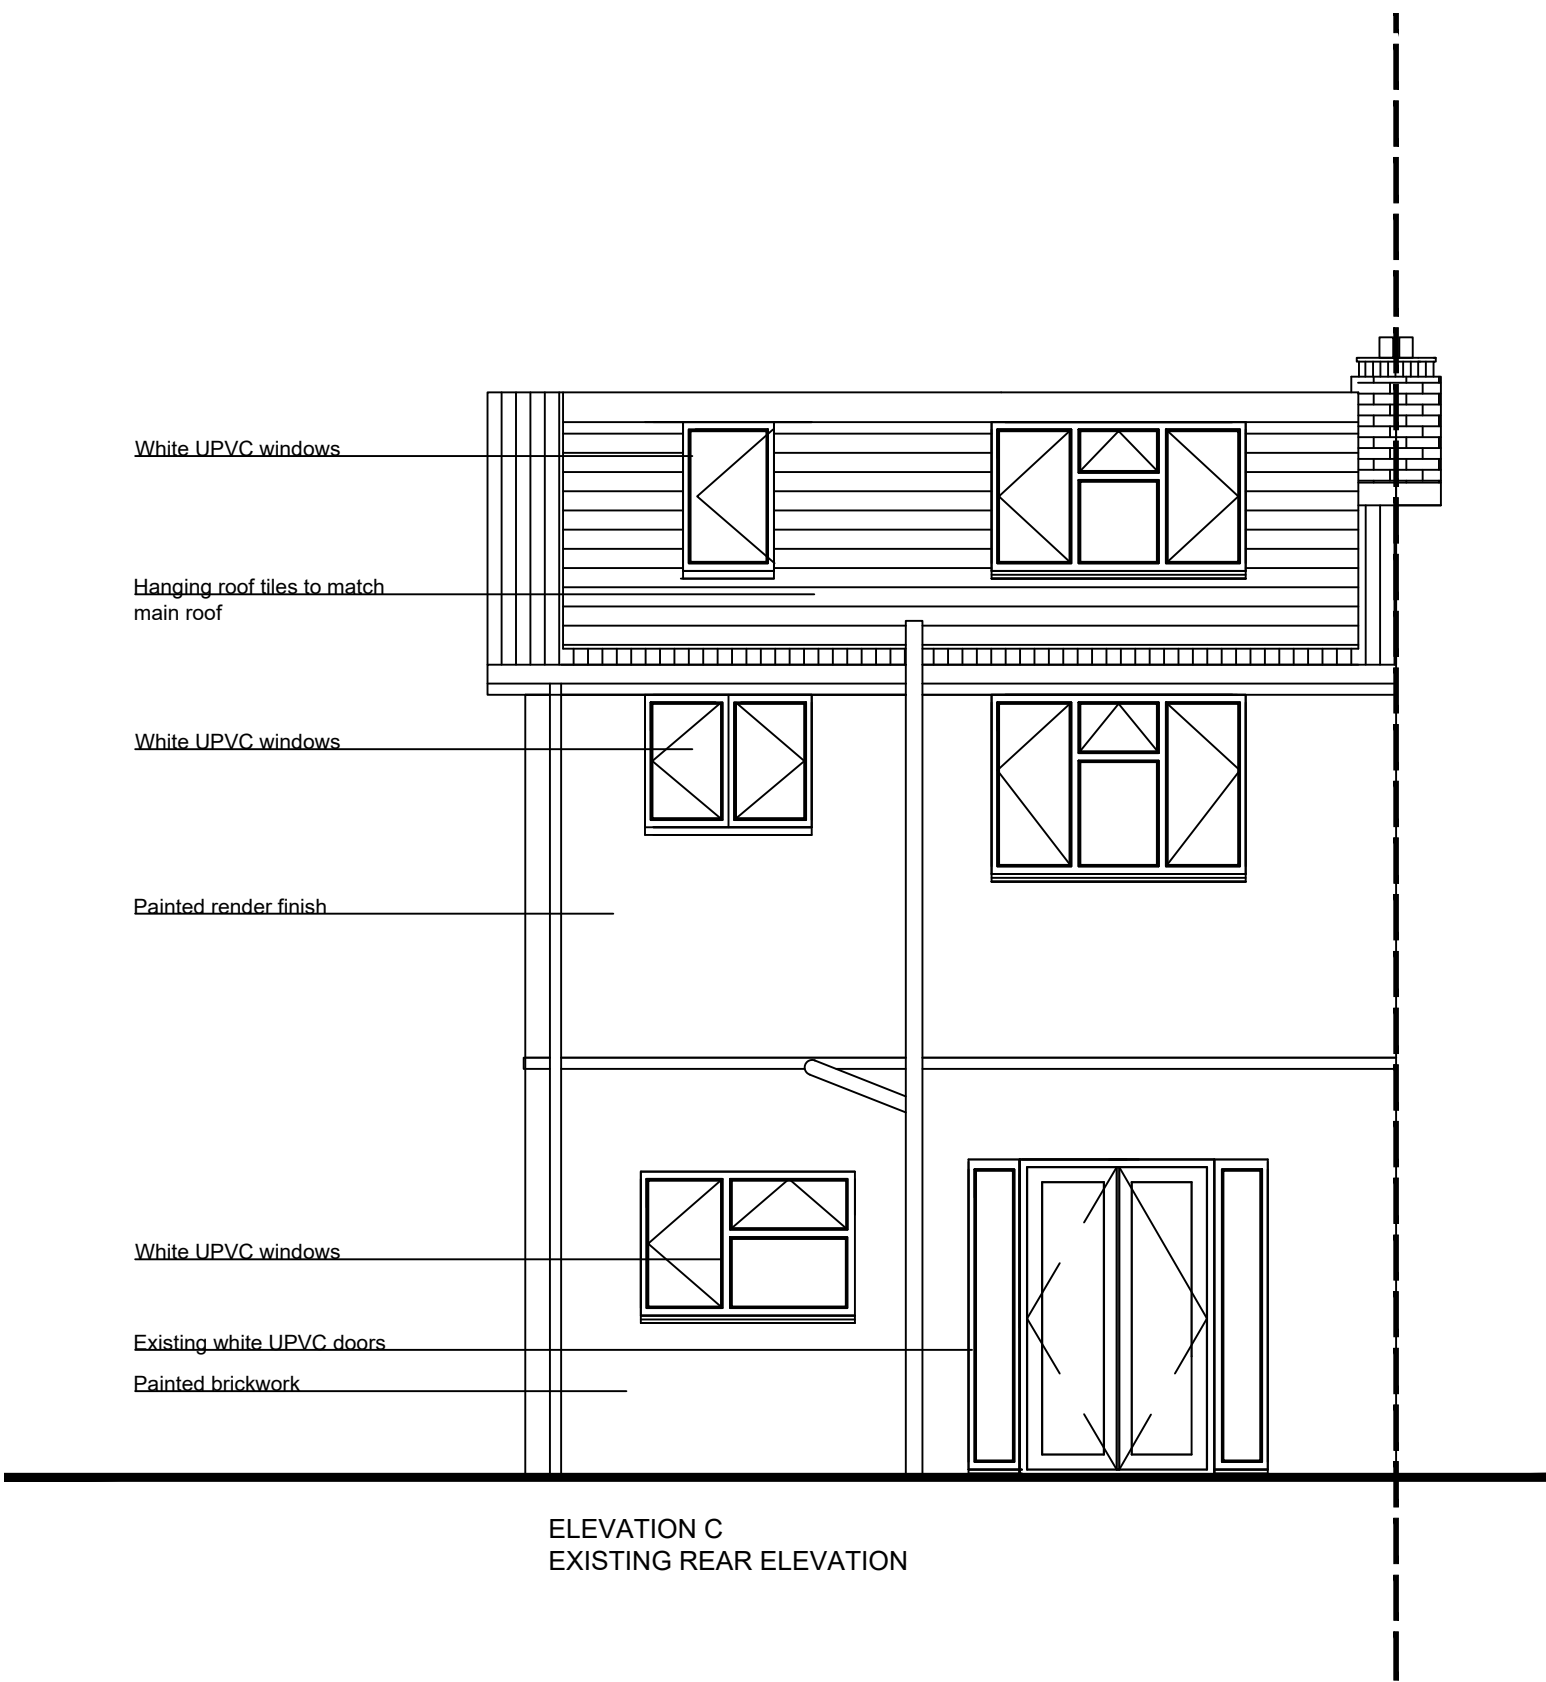 White UPVC windows
Hanging roof tiles to match
main roof
White UPVC windows
Painted render finish
White UPVC windows
Existing white UPVC doors
Painted brickwork
ELEVATION C
EXISTING REAR ELEVATION